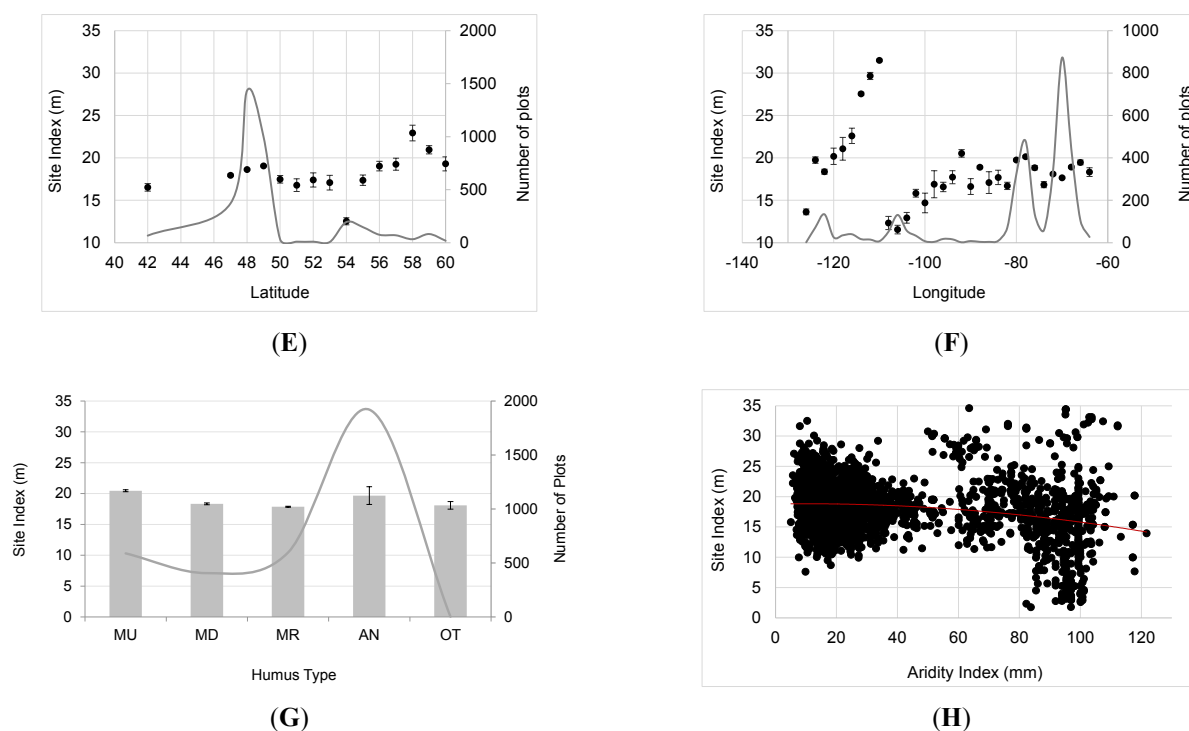 35
30
25
20
15
10
2000
1500
1000
500
0
40 42 44 46 48 50 52 54 56 58 60
Site Index (m)
Number of plots
Latitude
(E)
35
30
25
20
15
10
1000
800
600
400
200
0
-140 -120 -100 -80 -60
Site Index (m)
Number of plots
Longitude
(F)
35
30
25
20
15
10
5
0
2000
1500
1000
500
0
MU MD MR AN OT
Site Index (m)
Number of Plots
Humus Type
(G)
35
30
25
20
15
10
5
0
0 20 40 60 80 100 120
Site Index (m)
Aridity Index (mm)
(H)